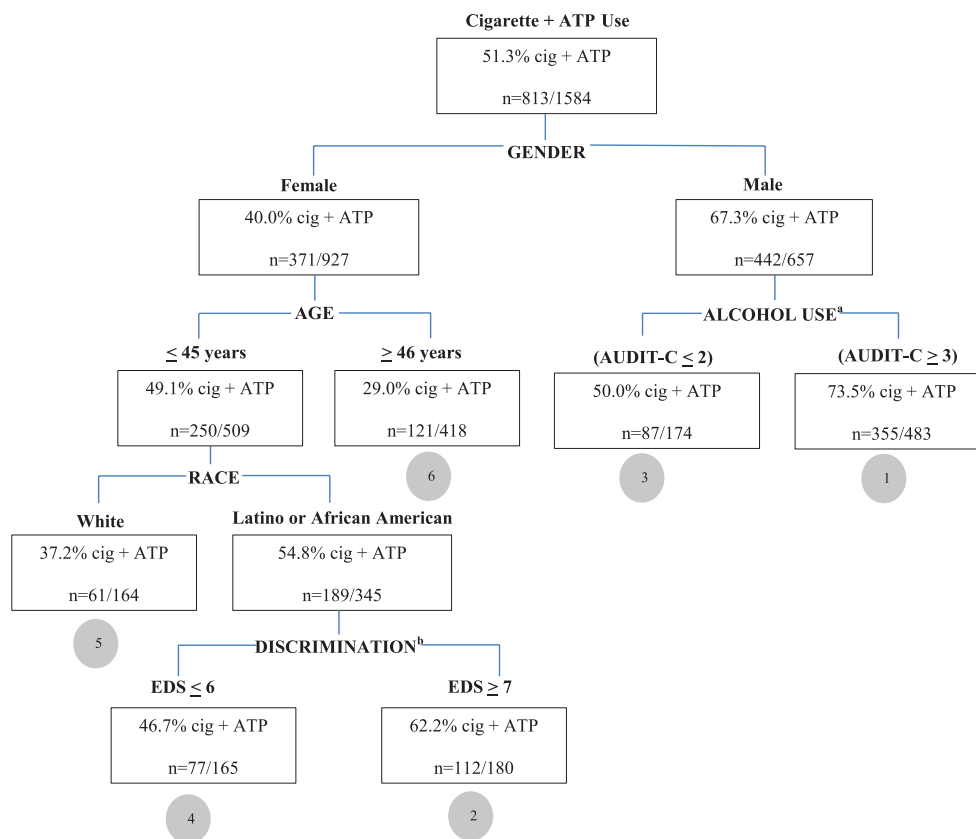 Cigarette + ATP Use
51.3% cig + ATP
n=813/1584
GENDER
Female
40.0% cig + ATP
n=371/927
Male
67.3% cig + ATP
n=442/657
AGE
≤ 45 years
49.1% cig + ATP
n=250/509
≥ 46 years
29.0% cig + ATP
n=121/418
6
ALCOHOL USEᵃ
(AUDIT-C ≤ 2)
50.0% cig + ATP
n=87/174
3
(AUDIT-C ≥ 3)
73.5% cig + ATP
n=355/483
1
RACE
White
37.2% cig + ATP
n=61/164
5
Latino or African American
54.8% cig + ATP
n=189/345
DISCRIMINATIONᵇ
EDS ≤ 6
46.7% cig + ATP
n=77/165
4
EDS ≥ 7
62.2% cig + ATP
n=112/180
2